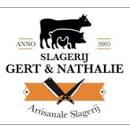 ANNO 2005
SLAGERIJ
GERT & NATHALIE
Artisanale Slagerij